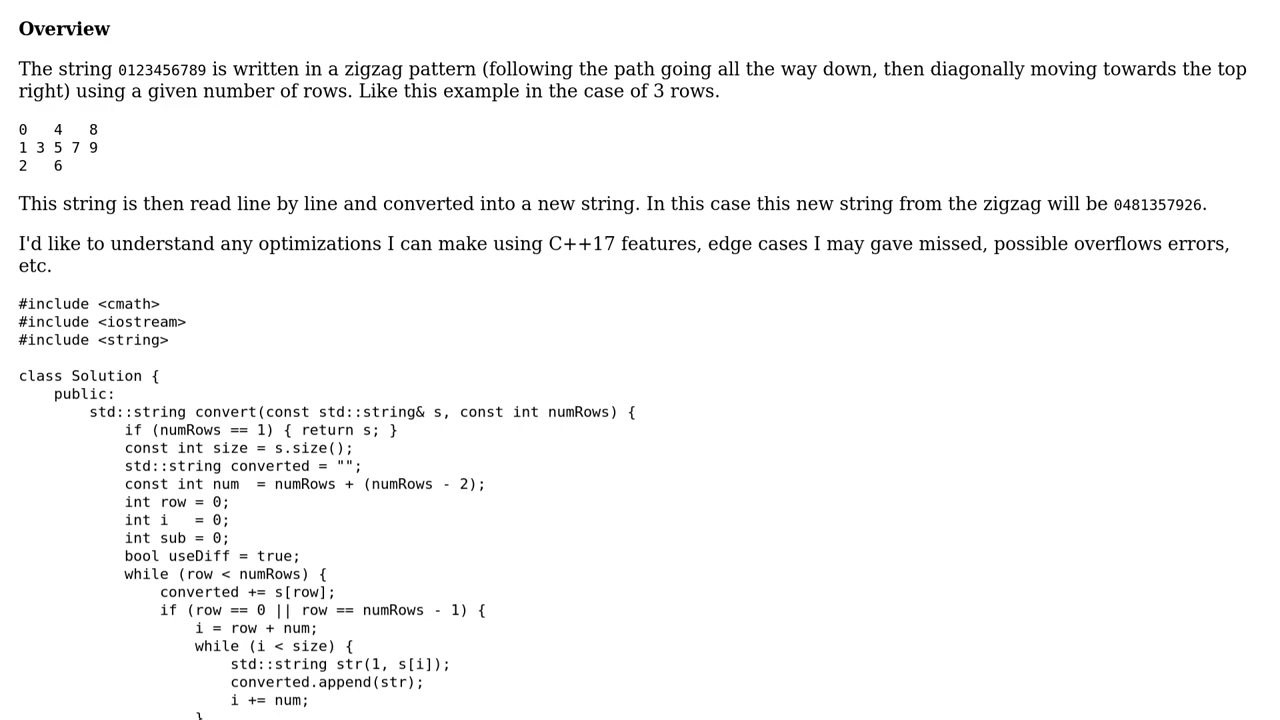 Overview
The string 0123456789 is written in a zigzag pattern (following the path going all the way down, then diagonally moving towards the top
right) using a given number of rows. Like this example in the case of 3 rows.
0   4   8
1 3 5 7 9
2   6
This string is then read line by line and converted into a new string. In this case this new string from the zigzag will be 0481357926.
I'd like to understand any optimizations I can make using C++17 features, edge cases I may gave missed, possible overflows errors,
etc.
#include <cmath>
#include <iostream>
#include <string>
class Solution {
    public:
        std::string convert(const std::string& s, const int numRows) {
            if (numRows == 1) { return s; }
            const int size = s.size();
            std::string converted = "";
            const int num  = numRows + (numRows - 2);
            int row = 0;
            int i   = 0;
            int sub = 0;
            bool useDiff = true;
            while (row < numRows) {
                converted += s[row];
                if (row == 0 || row == numRows - 1) {
                    i = row + num;
                    while (i < size) {
                        std::string str(1, s[i]);
                        converted.append(str);
                        i += num;
                    }